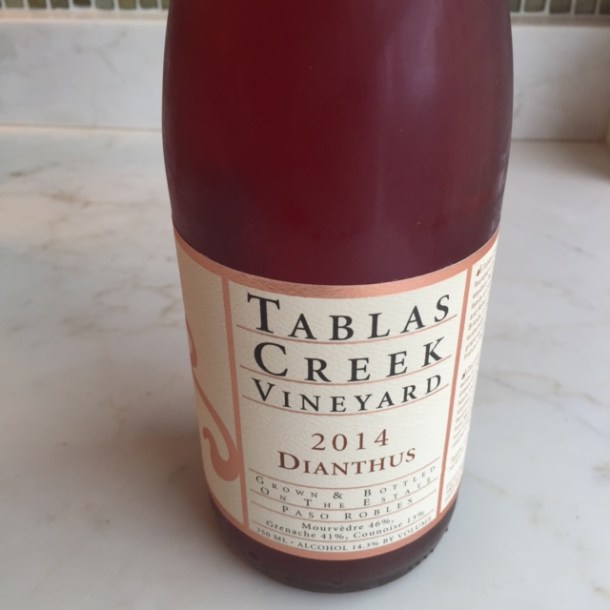 TABLAS
CREEK
VINEYARD
2014
DIANTHUS
GROWN & BOTTLED
ON THE ESTATE
PASO ROBLES
Mourvèdre 46%,
Grenache 41%, Counoise 13%
750 ML · ALCOHOL 14.5% BY VOLUME